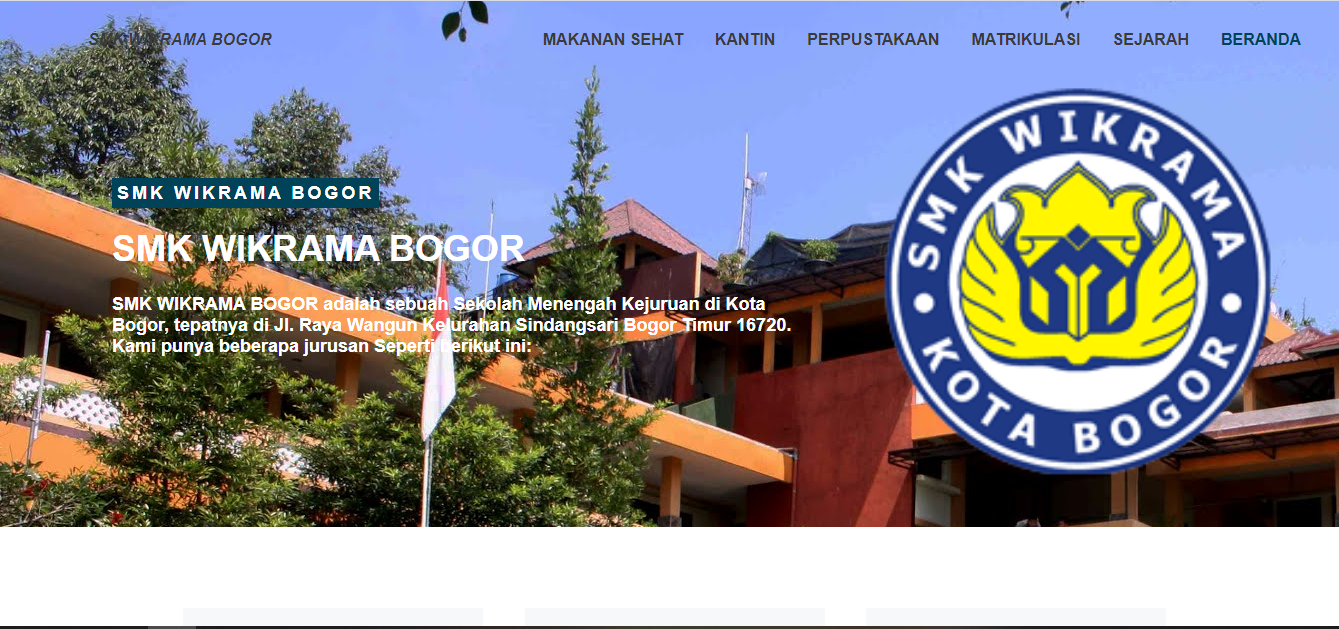 SMK WIKRAMA BOGOR
MAKANAN SEHAT
KANTIN
PERPUSTAKAAN
MATRIKULASI
SEJARAH
BERANDA
SMK WIKRAMA BOGOR
SMK WIKRAMA BOGOR
SMK WIKRAMA BOGOR adalah sebuah Sekolah Menengah Kejuruan di Kota
Bogor, tepatnya di Jl. Raya Wangun Kelurahan Sindangsari Bogor Timur 16720.
Kami punya beberapa jurusan Seperti berikut ini:
SMK WIKRAMA
KOTA BOGOR